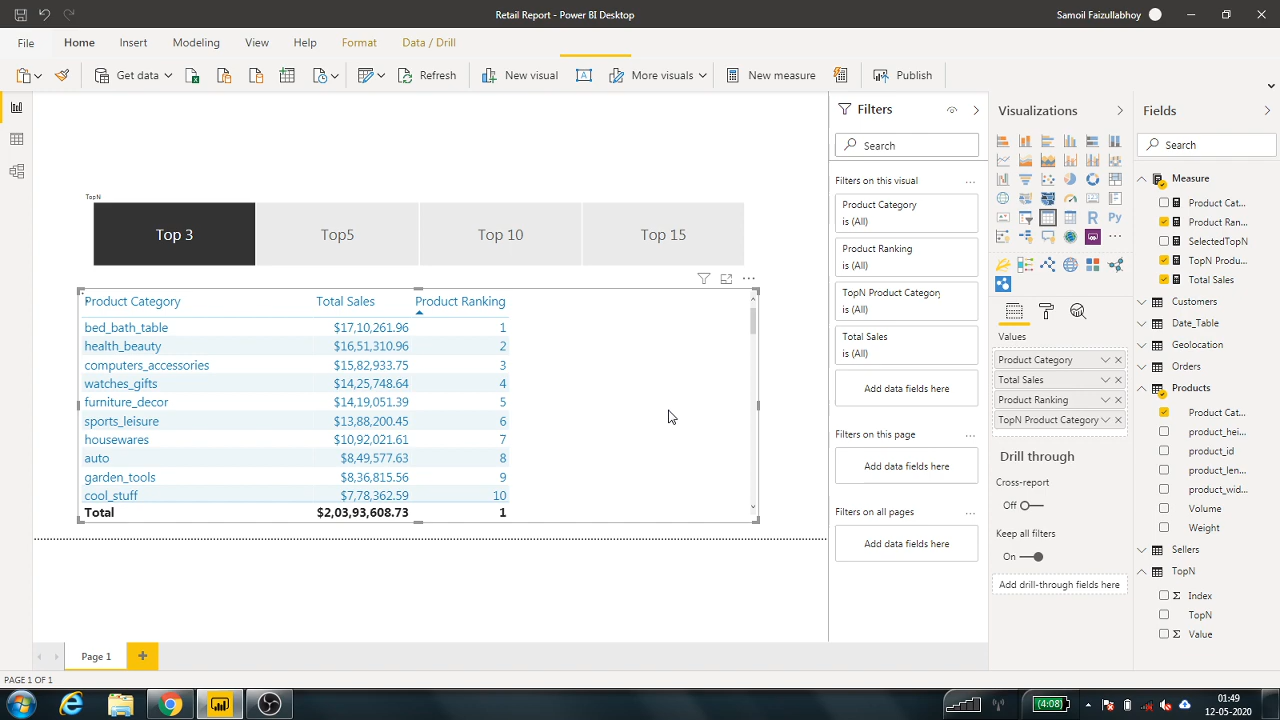 Retail Report - Power BI Desktop
Samoil Faizullabhoy
File
Home
Insert
Modeling
View
Help
Format
Data / Drill
Get data
Refresh
New visual
More visuals
New measure
Publish
TopN
Top 3
Top5
Top 10
Top 15
Product Category Total Sales Product Ranking
bed_bath_table $17,10,261.96 1
health_beauty $16,51,310.96 2
computers_accessories $15,82,933.75 3
watches_gifts $14,25,748.64 4
furniture_decor $14,19,051.39 5
sports_leisure $13,88,200.45 6
housewares $10,92,021.61 7
auto $8,49,577.63 8
garden_tools $8,36,815.56 9
cool_stuff $7,78,362.59 10
Total $2,03,93,608.73 1
Filters
Search
Filters on this visual ...
Product Category
is (All)
Product Ranking
is (All)
TopN Product Category
is (All)
Total Sales
is (All)
Add data fields here
Filters on this page ...
Add data fields here
Filters on all pages ...
Add data fields here
Visualizations
R
Py
Values
Product Category
Total Sales
Product Ranking
TopN Product Category
Drill through
Cross-report
Off
Keep all filters
On
Add drill-through fields here
Fields
Search
Measure
Product Cat...
Product Ran...
SelectedTopN
TopN Produ...
Total Sales
Customers
Date_Table
Geolocation
Orders
Products
Product Cat...
product_hei...
product_id
product_len...
product_wid...
Volume
Weight
Sellers
TopN
Σ Index
TopN
Σ Value
Page 1
PAGE 1 OF 1
(4:08)
01:49
12-05-2020